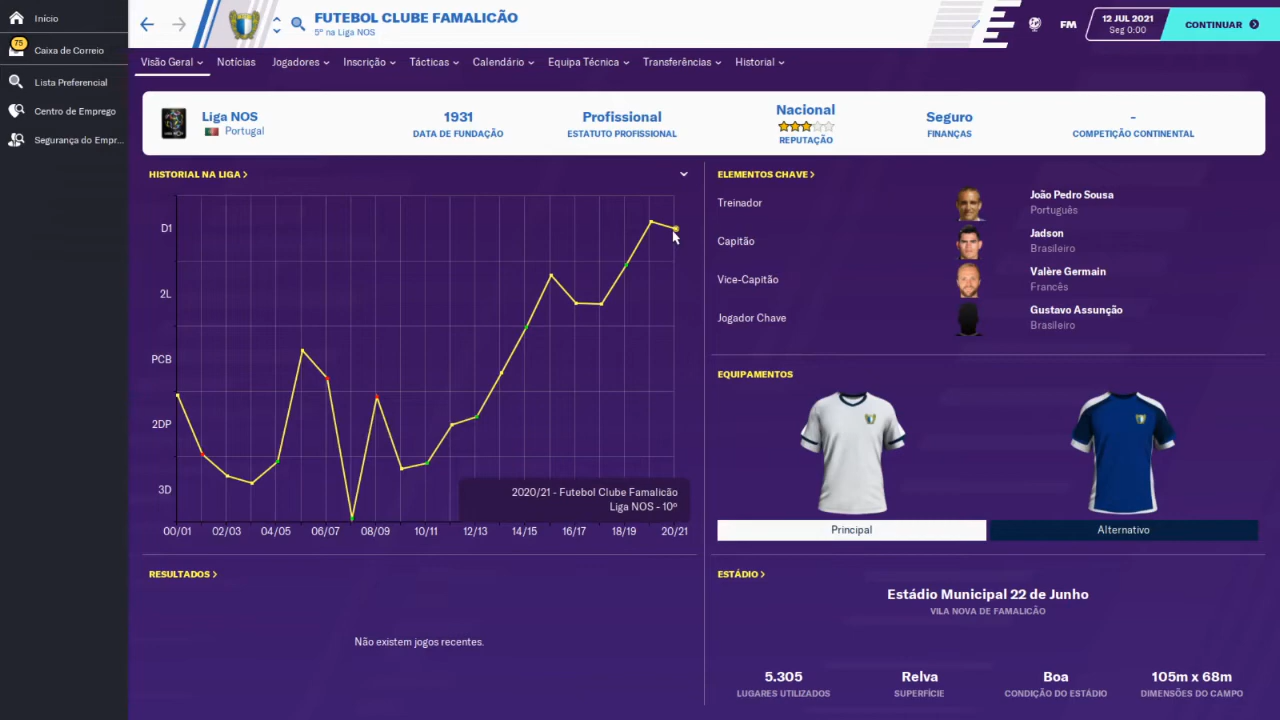 Início
FUTEBOL CLUBE FAMALICÃO
5º na Liga NOS
FM
12 JUL 2021
Seg 0:00
CONTINUAR
75
Caixa de Correio
Lista Preferencial
Centro de Emprego
Segurança do Empr...
Visão Geral
Notícias
Jogadores
Inscrição
Tácticas
Calendário
Equipa Técnica
Transferências
Historial
Liga NOS
Portugal
1931
DATA DE FUNDAÇÃO
Profissional
ESTATUTO PROFISSIONAL
Nacional
REPUTAÇÃO
Seguro
FINANÇAS
-
COMPETIÇÃO CONTINENTAL
HISTORIAL NA LIGA
D1
2L
PCB
2DP
3D
2020/21 - Futebol Clube Famalicão
Liga NOS - 10º
00/01 02/03 04/05 06/07 08/09 10/11 12/13 14/15 16/17 18/19 20/21
RESULTADOS
Não existem jogos recentes.
ELEMENTOS CHAVE
Treinador
João Pedro Sousa
Português
Capitão
Jadson
Brasileiro
Vice-Capitão
Valère Germain
Francês
Jogador Chave
Gustavo Assunção
Brasileiro
EQUIPAMENTOS
Principal
Alternativo
ESTÁDIO
Estádio Municipal 22 de Junho
VILA NOVA DE FAMALICÃO
5.305
LUGARES UTILIZADOS
Relva
SUPERFÍCIE
Boa
CONDIÇÃO DO ESTÁDIO
105m x 68m
DIMENSÕES DO CAMPO